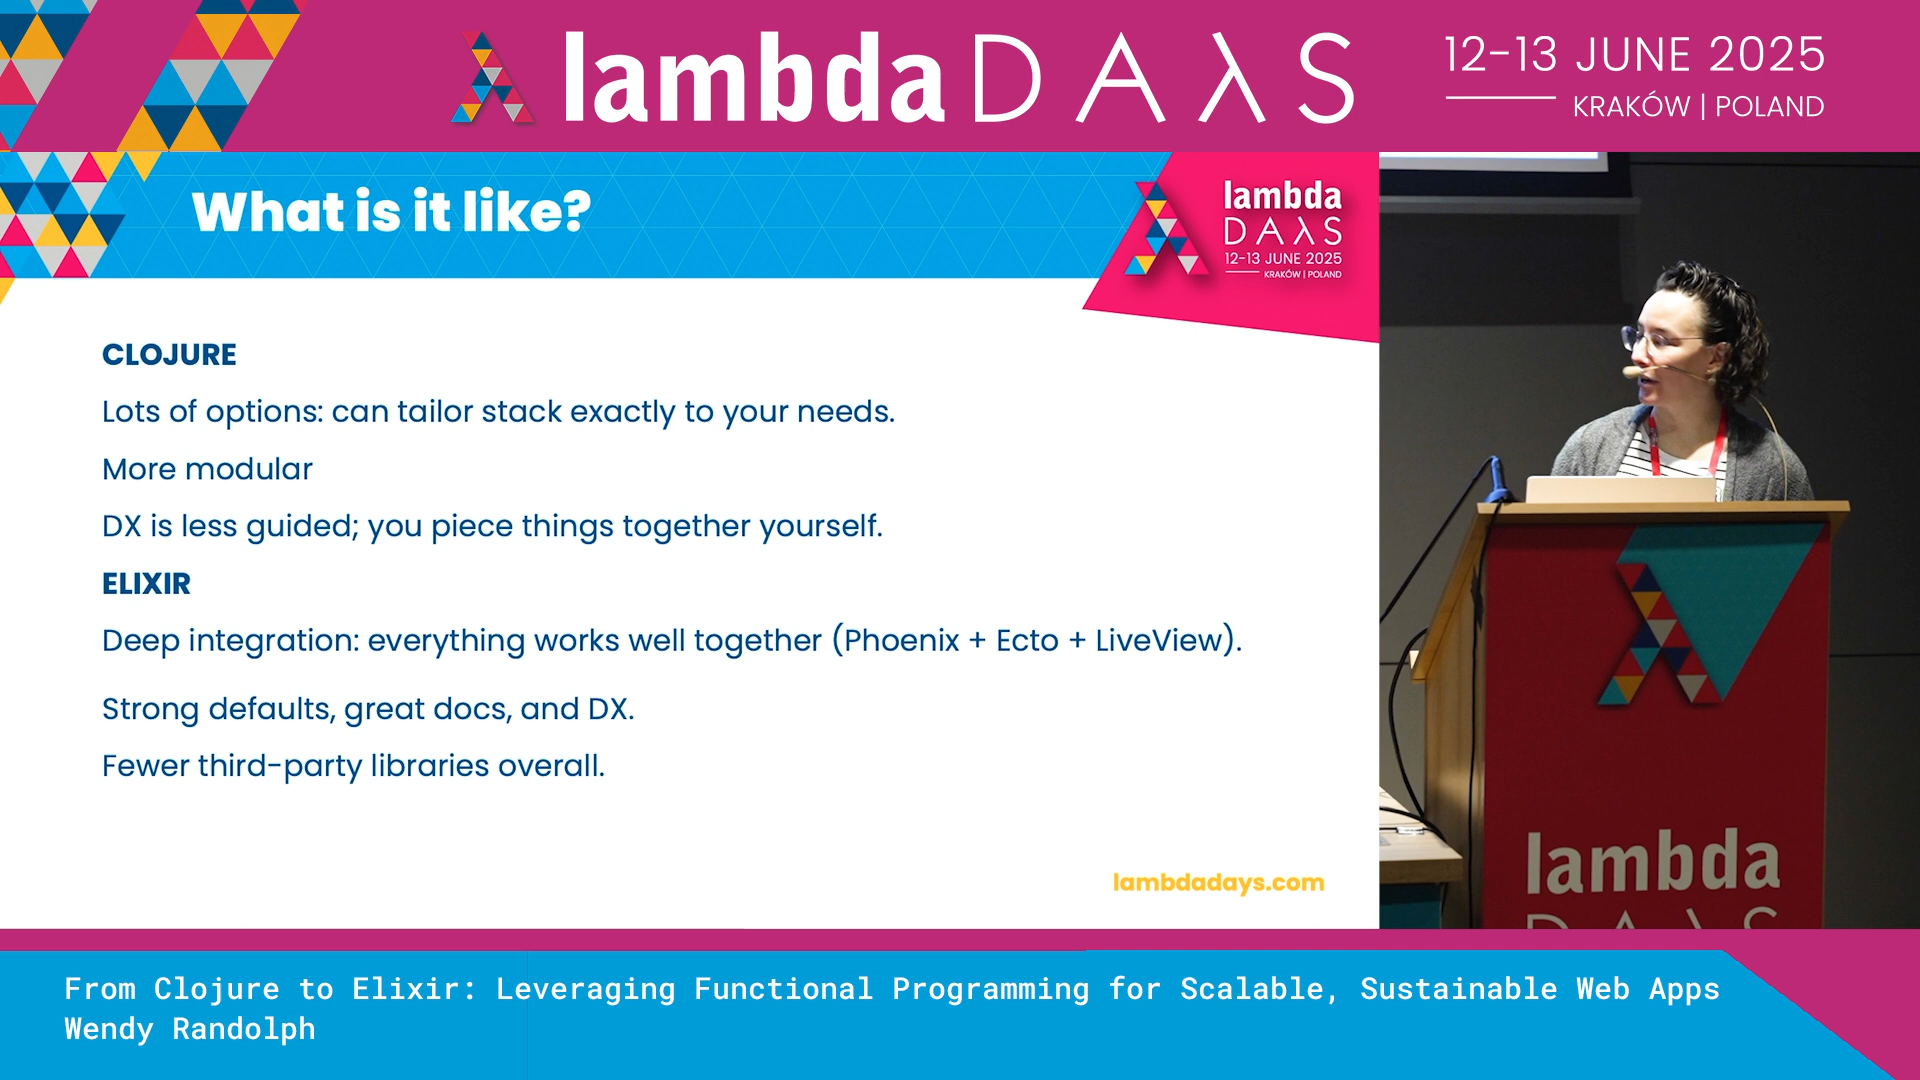 lambda DAλS
12-13 JUNE 2025
KRAKÓW | POLAND
What is it like?
lambda
DAλS
12-13 JUNE 2025
KRAKÓW | POLAND
CLOJURE
Lots of options: can tailor stack exactly to your needs.
More modular
DX is less guided; you piece things together yourself.
ELIXIR
Deep integration: everything works well together (Phoenix + Ecto + LiveView).
Strong defaults, great docs, and DX.
Fewer third-party libraries overall.
lambdadays.com
lambda
DAλS
From Clojure to Elixir: Leveraging Functional Programming for Scalable, Sustainable Web Apps
Wendy Randolph